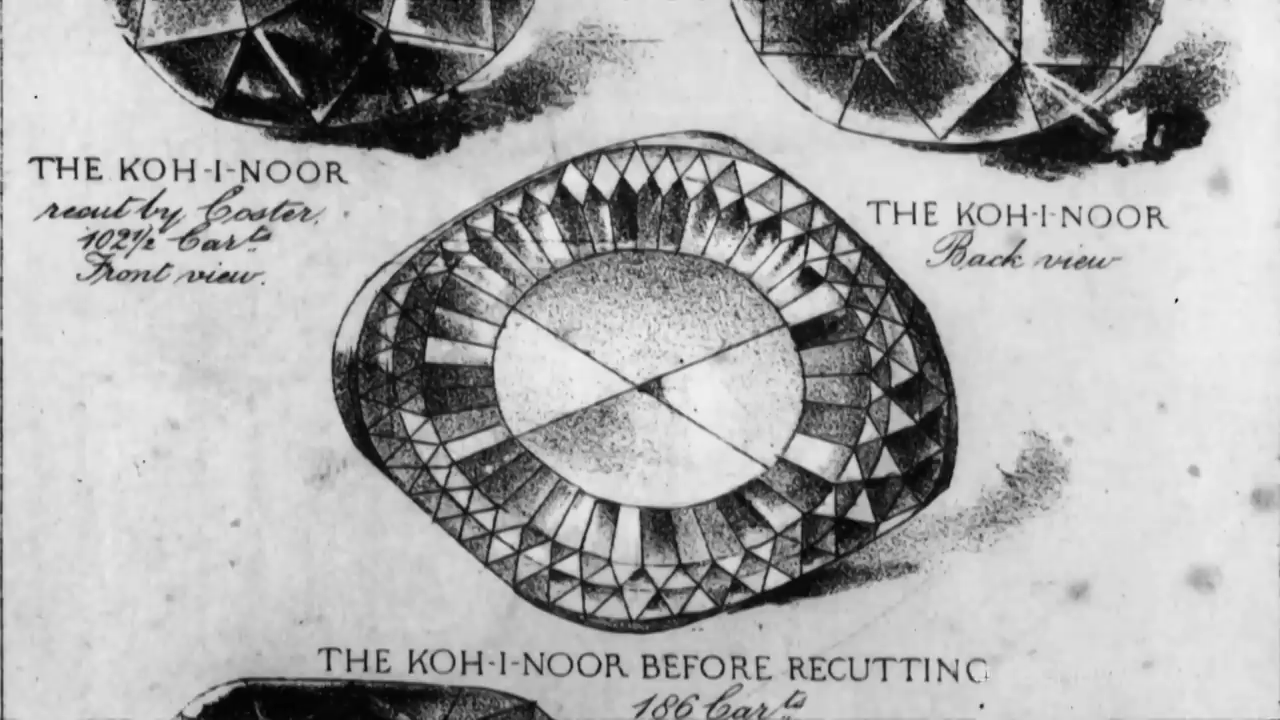 THE KOH-I-NOOR
recut by Coster.
102½ Carts
Front view.
THE KOH-I-NOOR
Back view
THE KOH-I-NOOR BEFORE RECUTTING
186 Carts